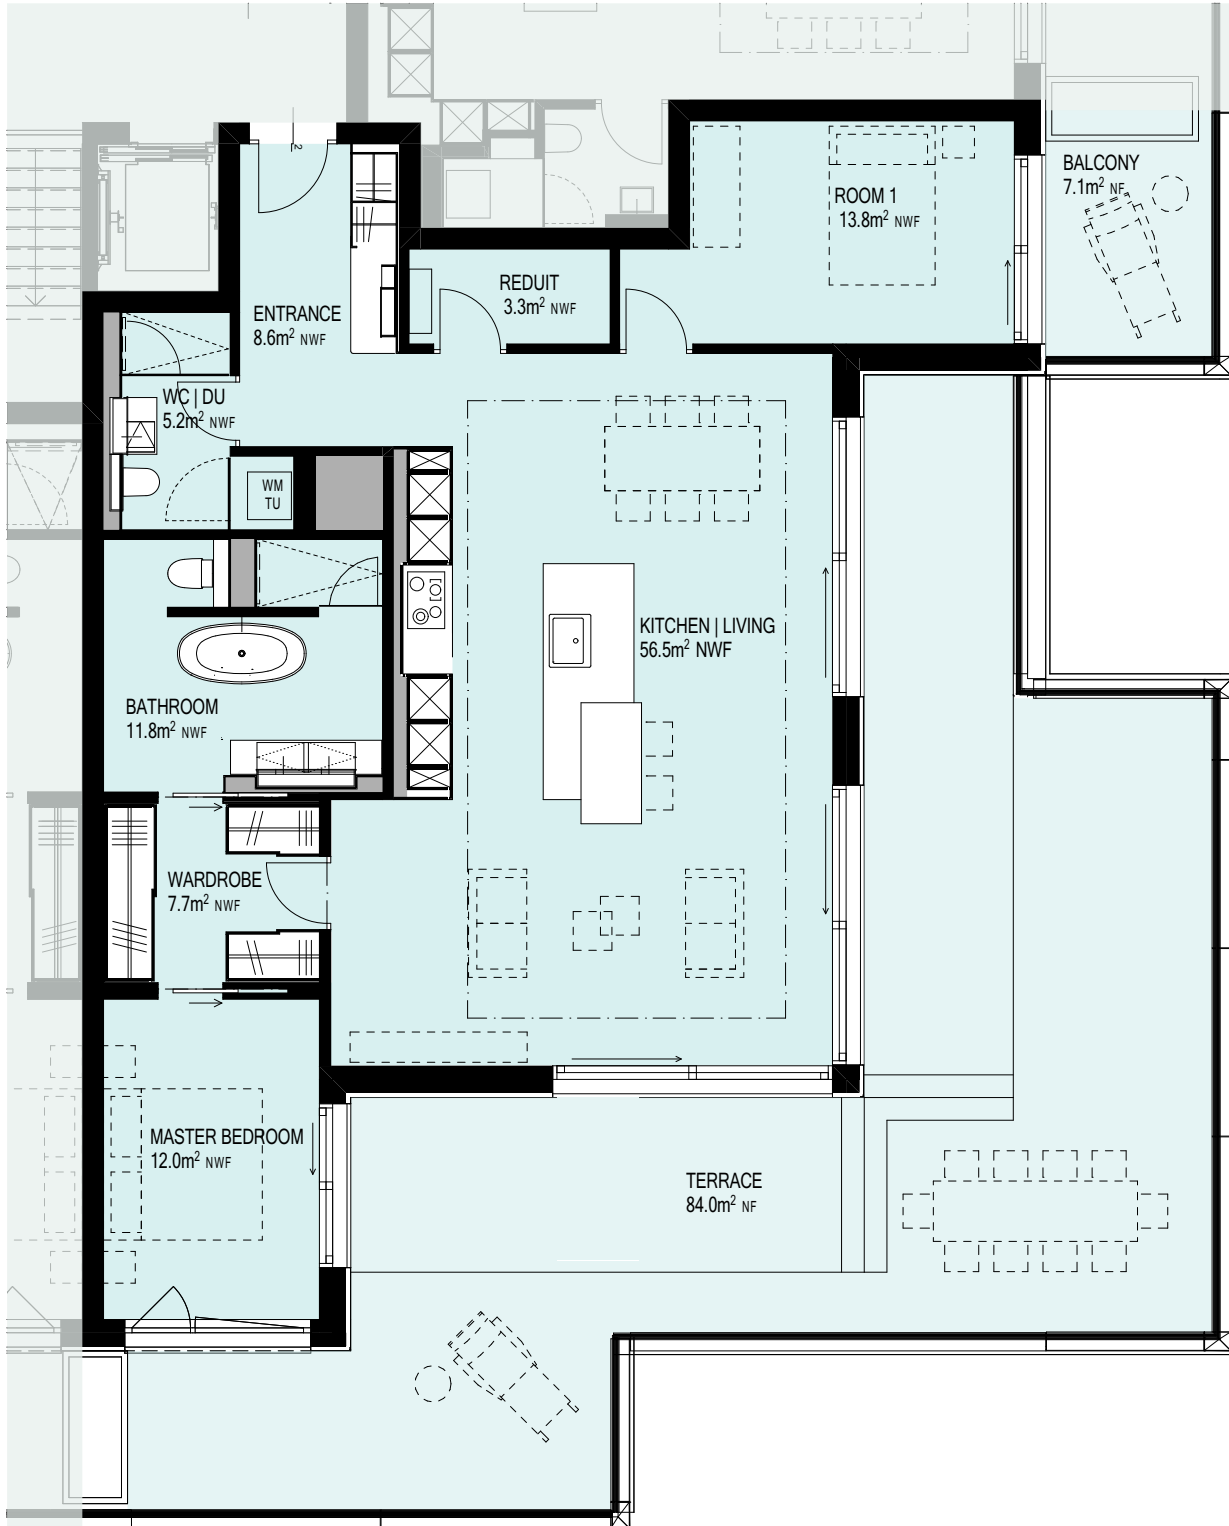 2
BALCONY
7.1m² NF
ROOM 1
13.8m² NWF
REDUIT
3.3m² NWF
ENTRANCE
8.6m² NWF
WC | DU
5.2m² NWF
WM
TU
KITCHEN | LIVING
56.5m² NWF
BATHROOM
11.8m² NWF
WARDROBE
7.7m² NWF
MASTER BEDROOM
12.0m² NWF
TERRACE
84.0m² NF